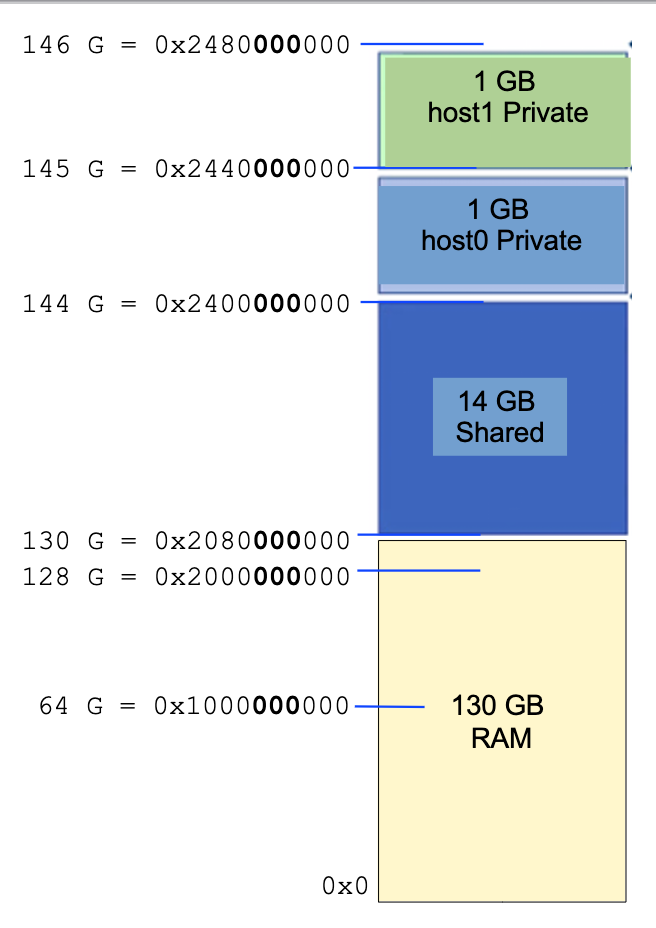 146 G = 0x2480000000
1 GB
host1 Private
145 G = 0x2440000000
1 GB
host0 Private
144 G = 0x2400000000
14 GB
Shared
130 G = 0x2080000000
128 G = 0x2000000000
64 G = 0x1000000000
130 GB
RAM
0x0